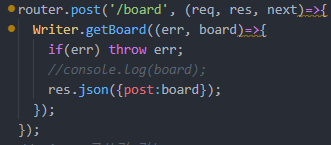 router.post('/board', (req, res, next)=>{
  Writer.getBoard((err, board)=>{
    if(err) throw err;
    //console.log(board);
    res.json({post:board});
  });
});